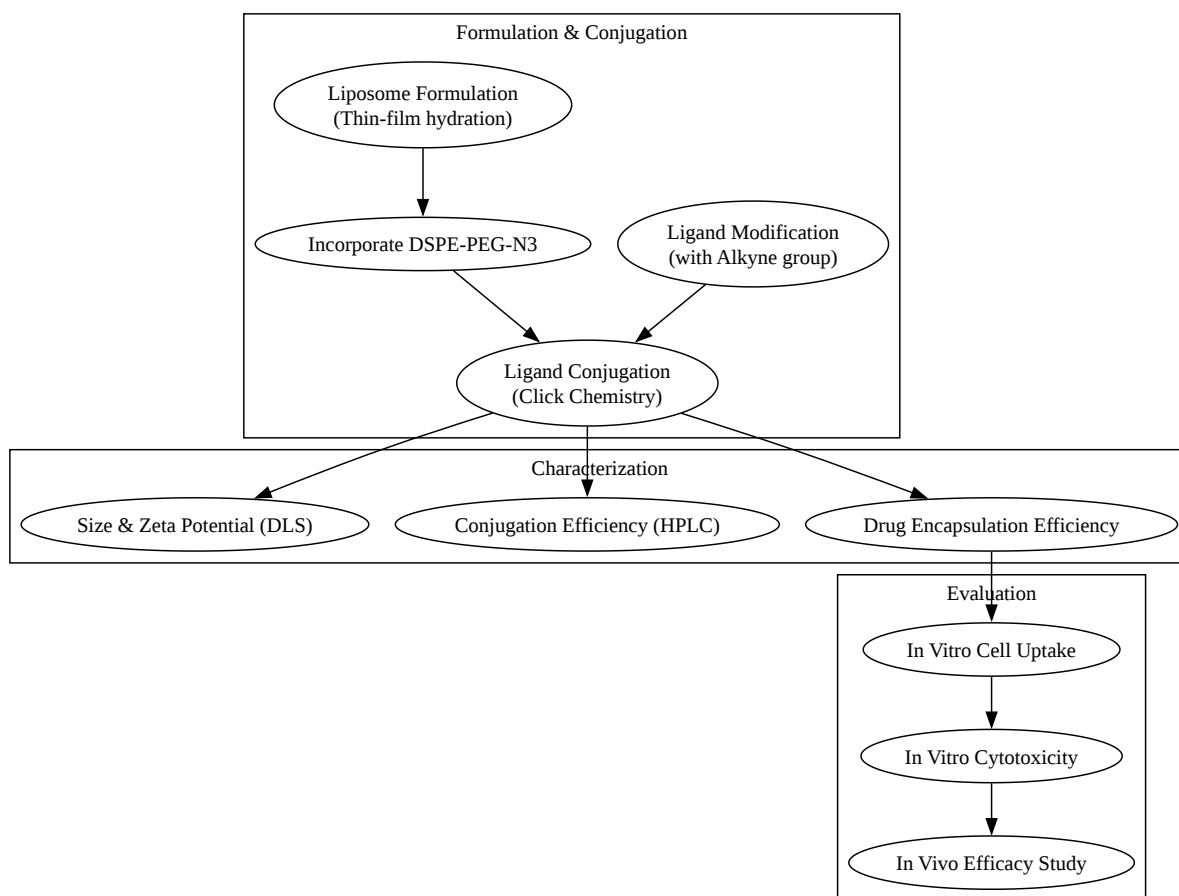 Formulation & Conjugation
Liposome Formulation
(Thin-film hydration)
Incorporate DSPE-PEG-N3
Ligand Modification
(with Alkyne group)
Ligand Conjugation
(Click Chemistry)
Characterization
Size & Zeta Potential (DLS)
Conjugation Efficiency (HPLC)
Drug Encapsulation Efficiency
Evaluation
In Vitro Cell Uptake
In Vitro Cytotoxicity
In Vivo Efficacy Study